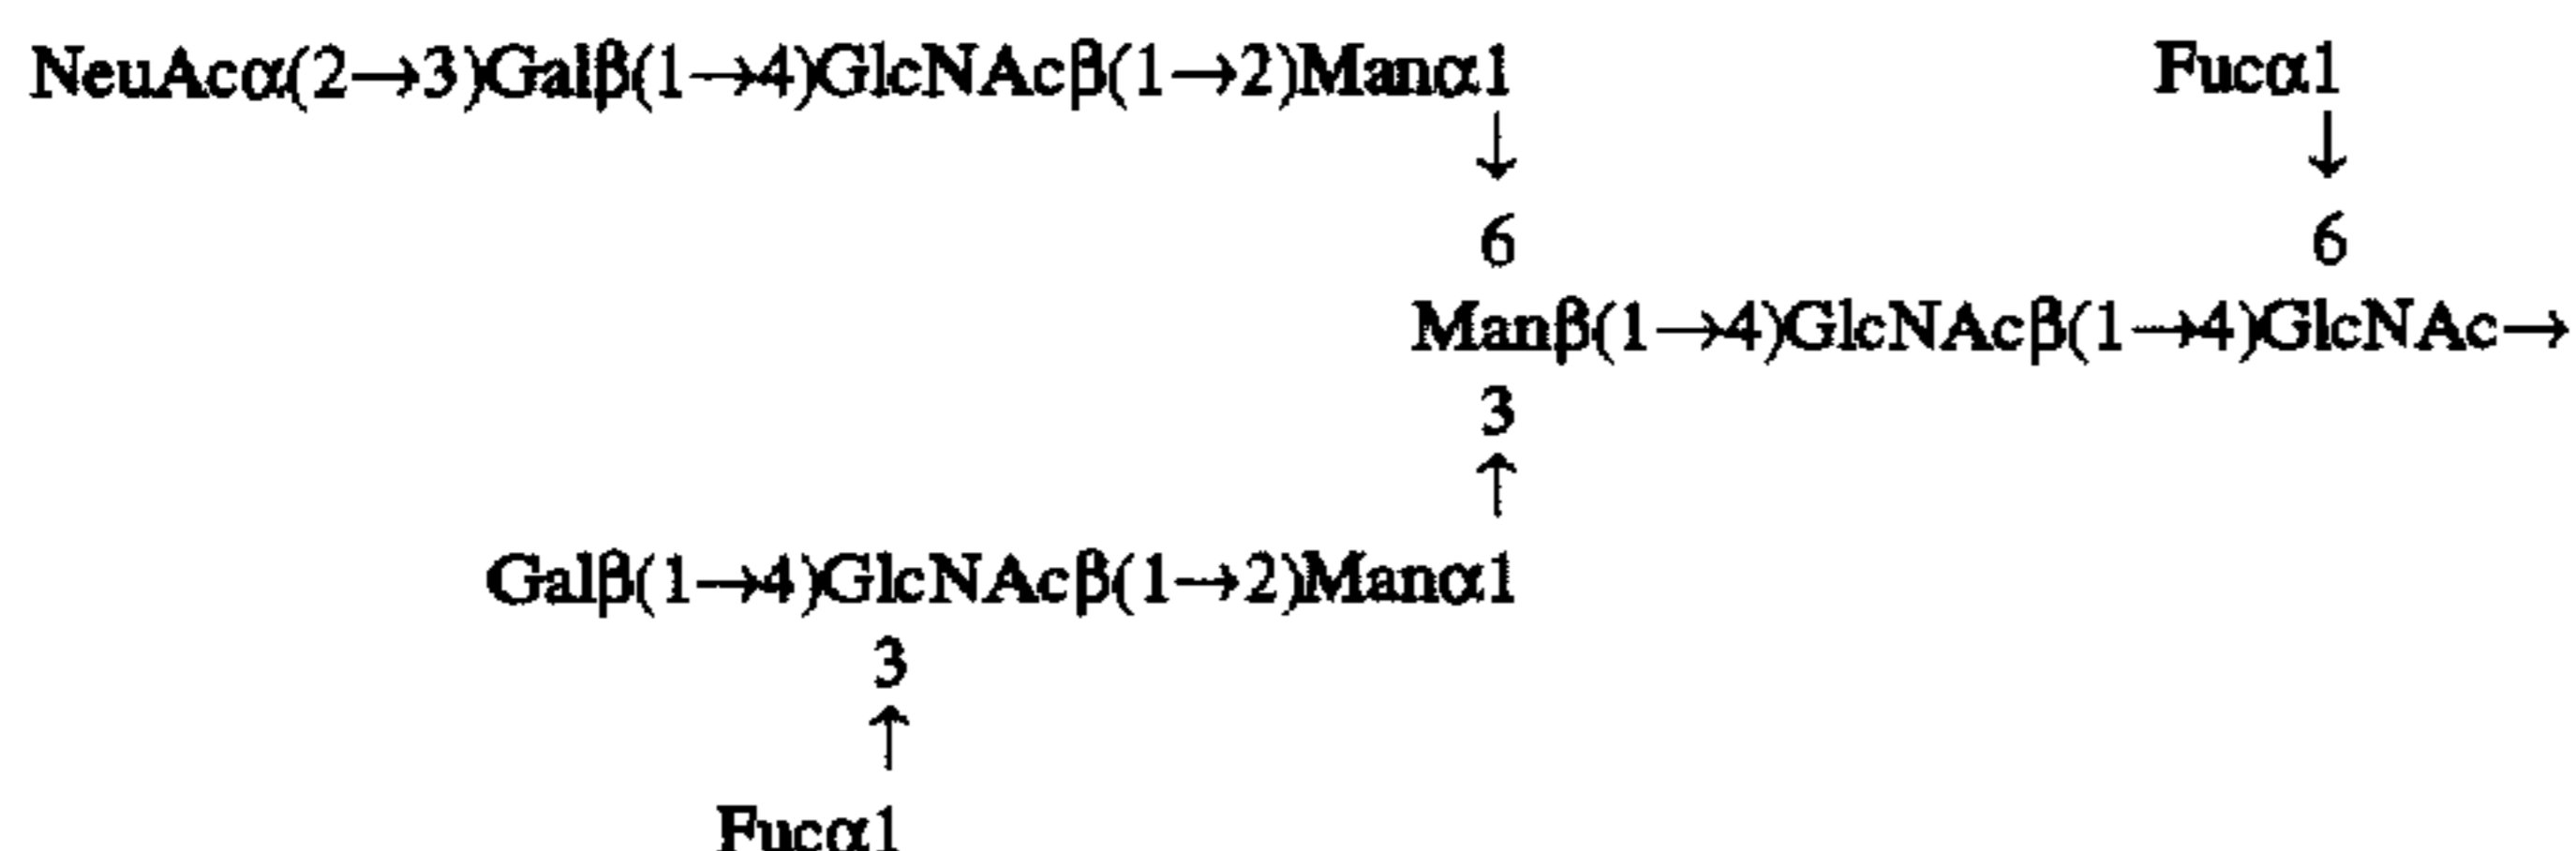 NeuAcα(2→3)Galβ(1→4)GlcNAcβ(1→2)Manα1 Fucα1
↓ ↓
6 6
Manβ(1→4)GlcNAcβ(1→4)GlcNAc→
3
↑
Galβ(1→4)GlcNAcβ(1→2)Manα1
3
↑
Fucα1